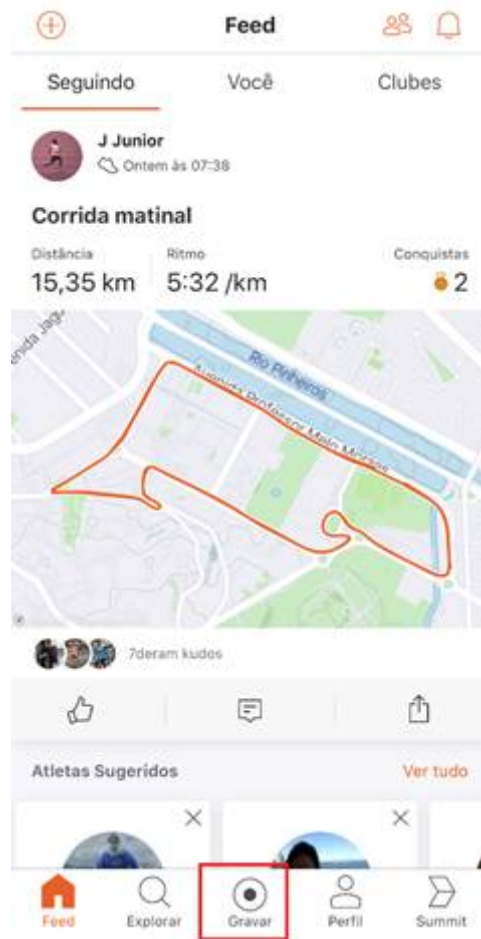 Feed
Seguindo Você Clubes
J Junior
Ontem às 07:38
Corrida matinal
Distância Ritmo Conquistas
15,35 km 5:32 /km 2
Rio Pinheiros
Avenida Professor Mello Moraes
7deram kudos
Atletas Sugeridos Ver tudo
Feed Explorar Gravar Perfil Summit